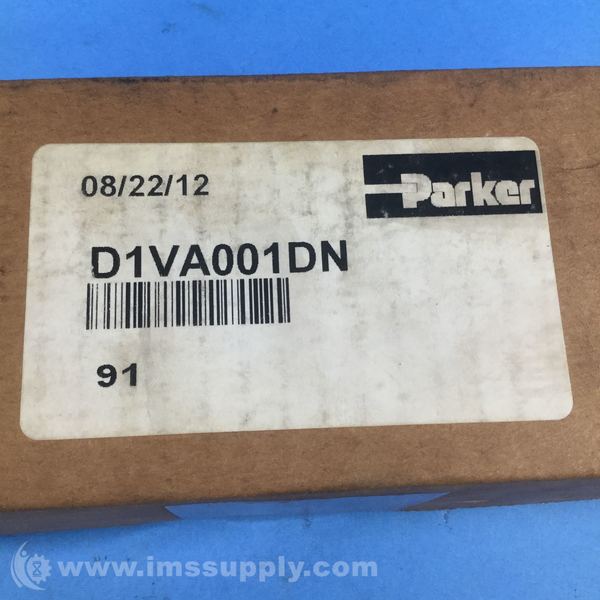 08/22/12
Parker
D1VA001DN
91
www.imssupply.com